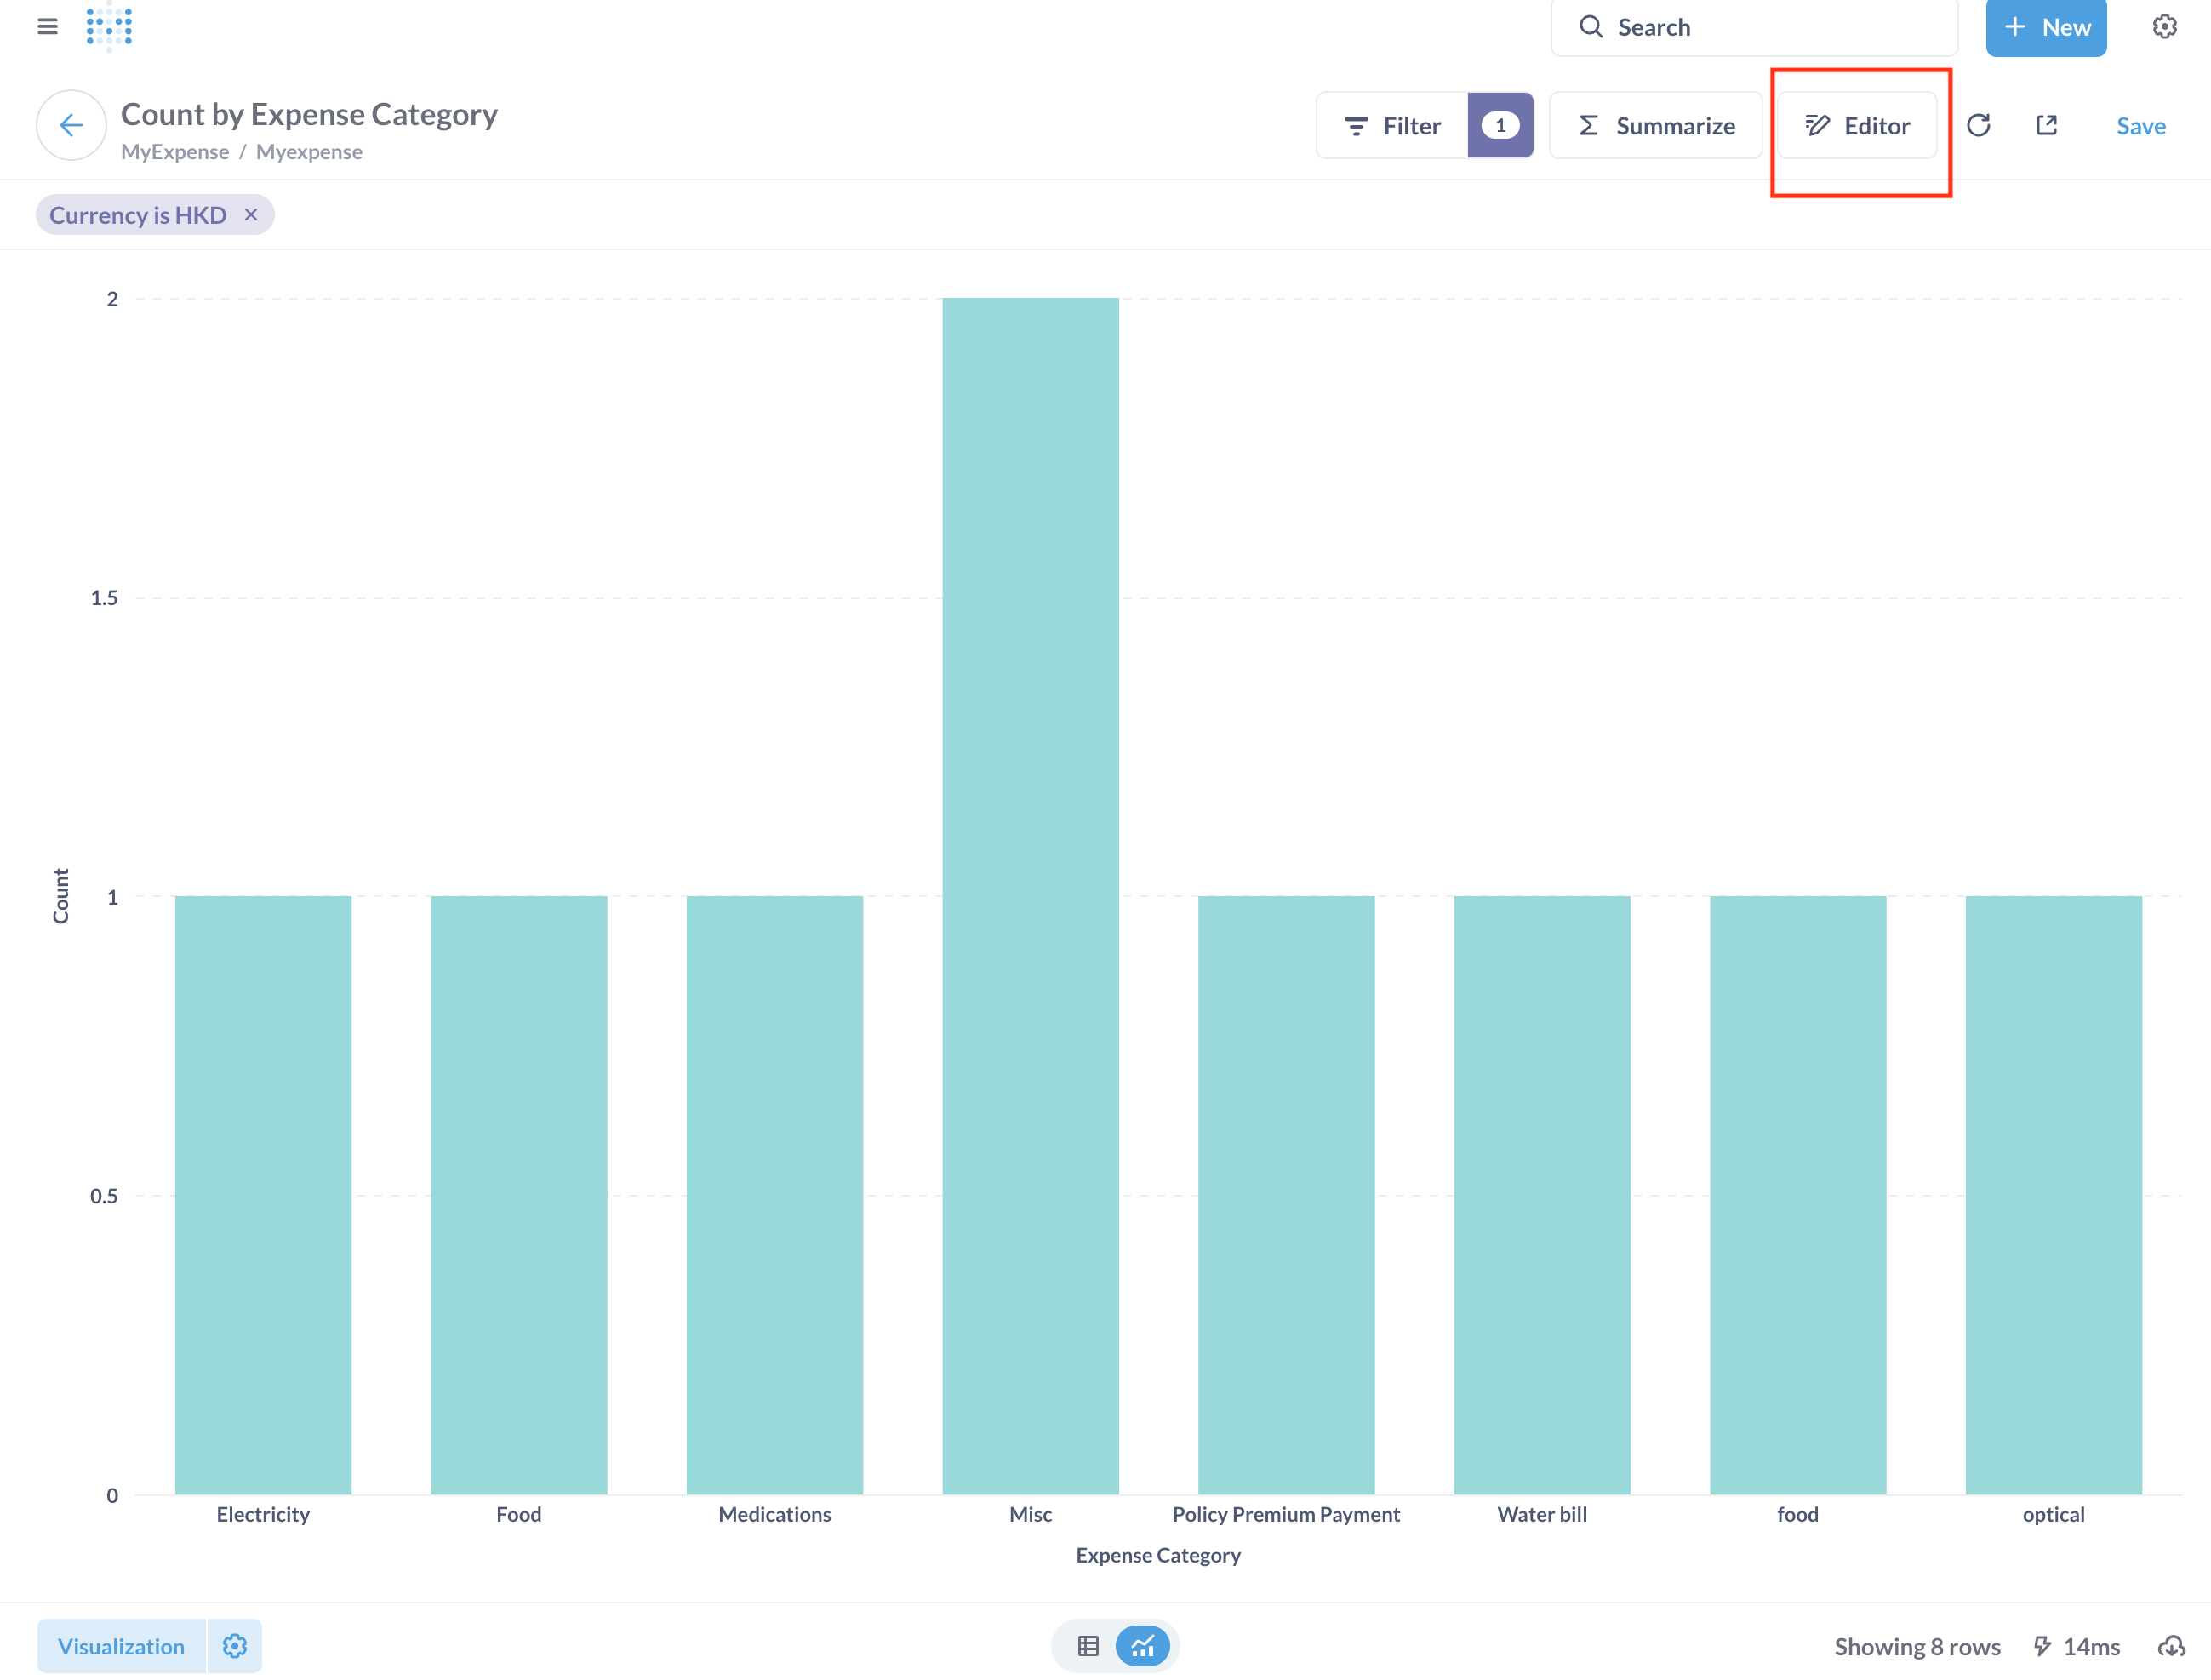 Search
New
Count by Expense Category
MyExpense / Myexpense
Filter 1 Summarize Editor Save
Currency is HKD
2
1.5
1
0.5
0
Count
Electricity Food Medications Misc Policy Premium Payment Water bill food optical
Expense Category
Visualization
Showing 8 rows 14ms